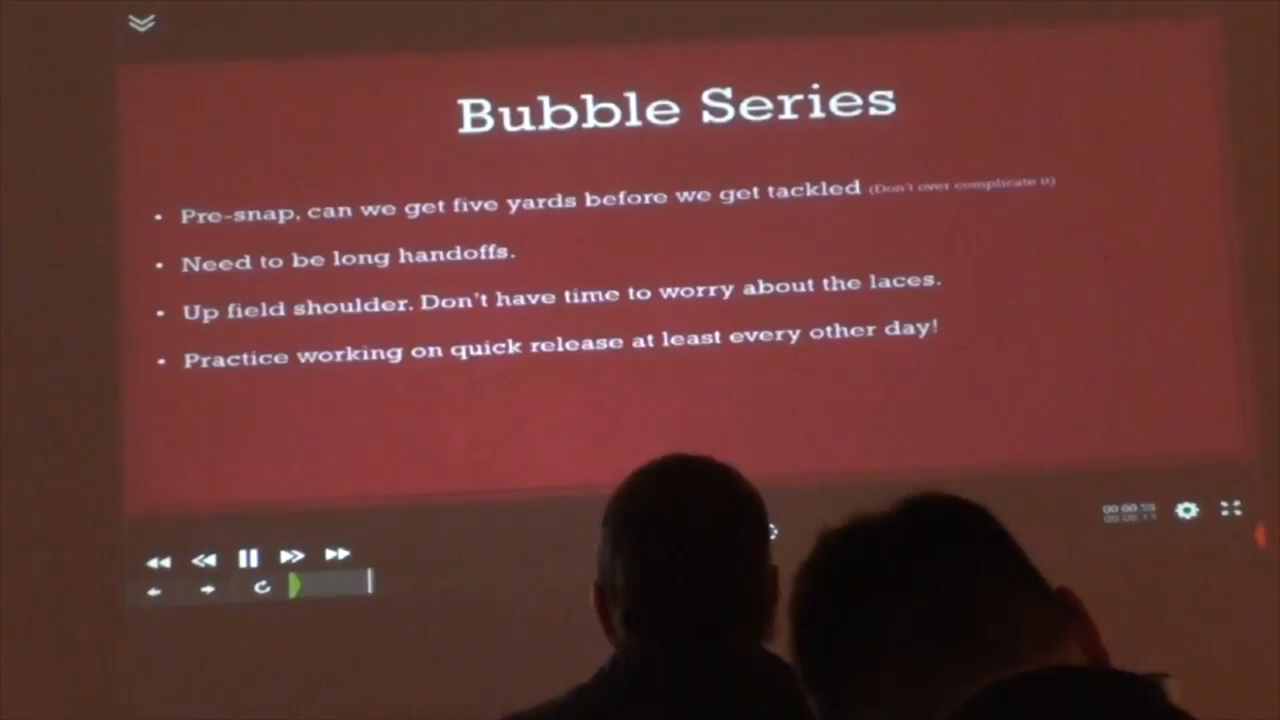 Bubble Series
• Pre-snap, can we get five yards before we get tackled (Don't over complicate it)
• Need to be long handoffs.
• Up field shoulder. Don't have time to worry about the laces.
• Practice working on quick release at least every other day!